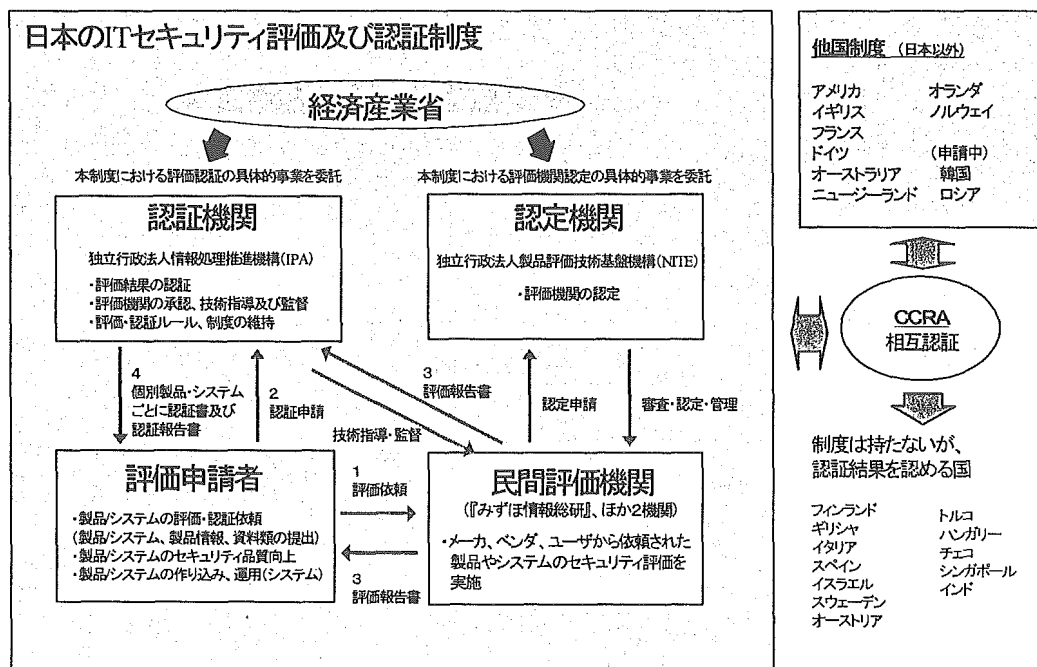 日本のITセキュリティ評価及び認証制度
経済産業省
本制度における評価認証の具体的事業を委託
本制度における評価機関認定の具体的事業を委託
認証機関
独立行政法人情報処理推進機構(IPA)
・評価結果の認証
・評価機関の承認、技術指導及び監督
・評価・認証ルール、制度の維持
認定機関
独立行政法人製品評価技術基盤機構(NITE)
・評価機関の認定
4
個別製品・システム
ごとに認証書及び
認証報告書
2
認証申請
3
評価報告書
技術指導・監督
認定申請
審査・認定・管理
評価申請者
・製品/システムの評価・認証依頼
(製品/システム、製品情報、資料類の提出)
・製品/システムのセキュリティ品質向上
・製品/システムの作り込み、運用(システム)
1
評価依頼
3
評価報告書
民間評価機関
(『みずほ情報総研』、ほか2機関)
・メーカ、ベンダ、ユーザから依頼された
製品やシステムのセキュリティ評価を
実施
他国制度 (日本以外)
アメリカ
イギリス
フランス
ドイツ
オーストラリア
ニュージーランド
オランダ
ノルウェイ
(申請中)
韓国
ロシア
CCRA
相互認証
制度は持たないが、
認証結果を認める国
フィンランド
ギリシャ
イタリア
スペイン
イスラエル
スウェーデン
オーストリア
トルコ
ハンガリー
チェコ
シンガポール
インド